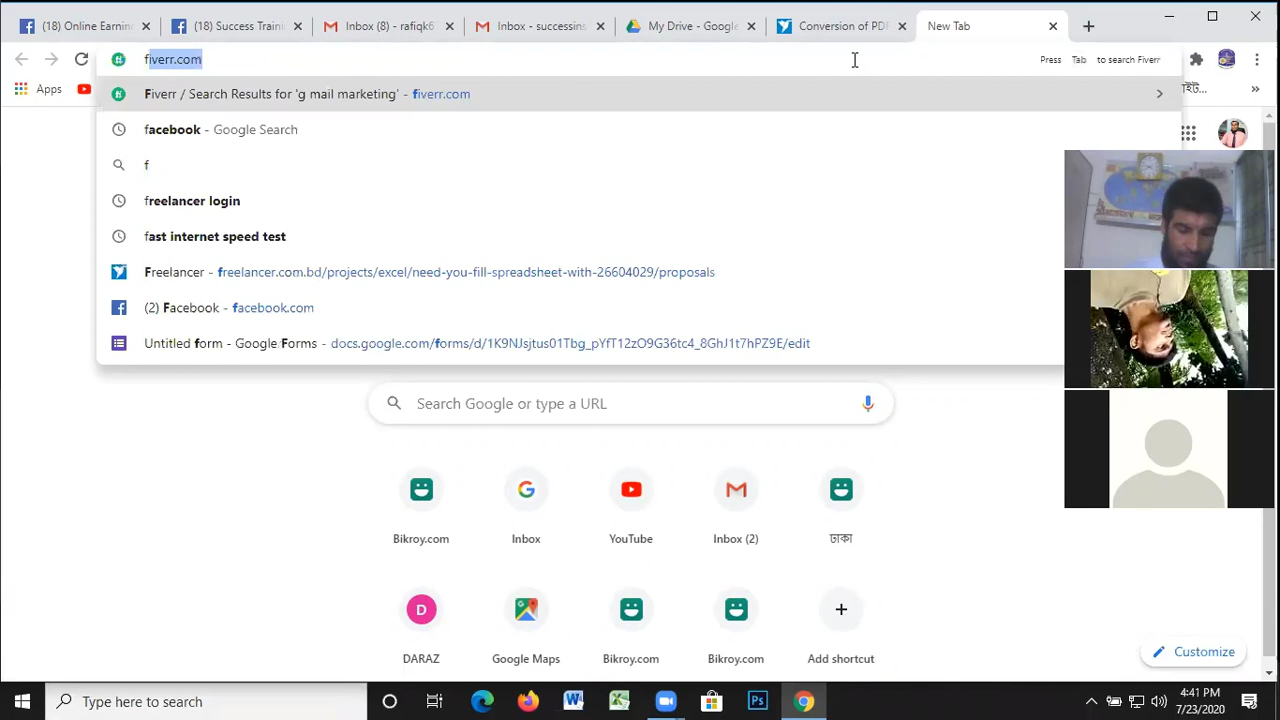 (18) Online Earnin
(18) Success Traini
Inbox (8) - rafiqk6
Inbox - successins
My Drive - Google
Conversion of PDF
New Tab
fiverr.com
Press Tab to search Fiverr
Apps
Fiverr / Search Results for 'g mail marketing' - fiverr.com
facebook - Google Search
f
freelancer login
fast internet speed test
Freelancer - freelancer.com.bd/projects/excel/need-you-fill-spreadsheet-with-26604029/proposals
(2) Facebook - facebook.com
Untitled form - Google Forms - docs.google.com/forms/d/1K9NJsjtus01Tbg_pYfT12zO9G36tc4_8GhJ1t7hPZ9E/edit
Search Google or type a URL
Bikroy.com
Inbox
YouTube
Inbox (2)
ঢাকা
D
DARAZ
Google Maps
Bikroy.com
Bikroy.com
Add shortcut
Customize
Type here to search
4:41 PM
7/23/2020